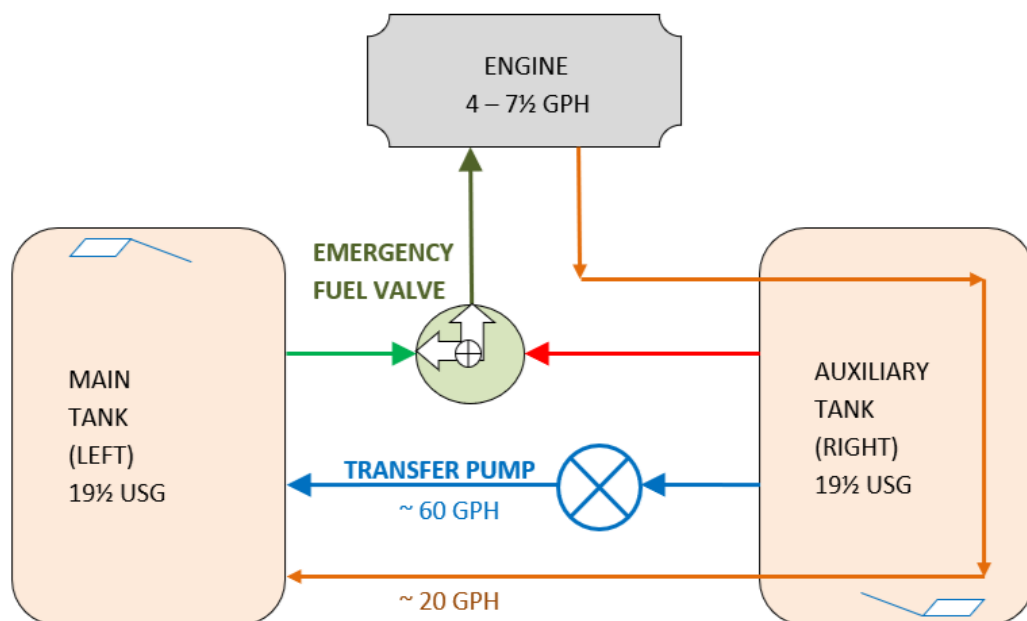 ENGINE
4 – 7½ GPH
EMERGENCY
FUEL VALVE
MAIN
TANK
(LEFT)
19½ USG
AUXILIARY
TANK
(RIGHT)
19½ USG
TRANSFER PUMP
~ 60 GPH
~ 20 GPH